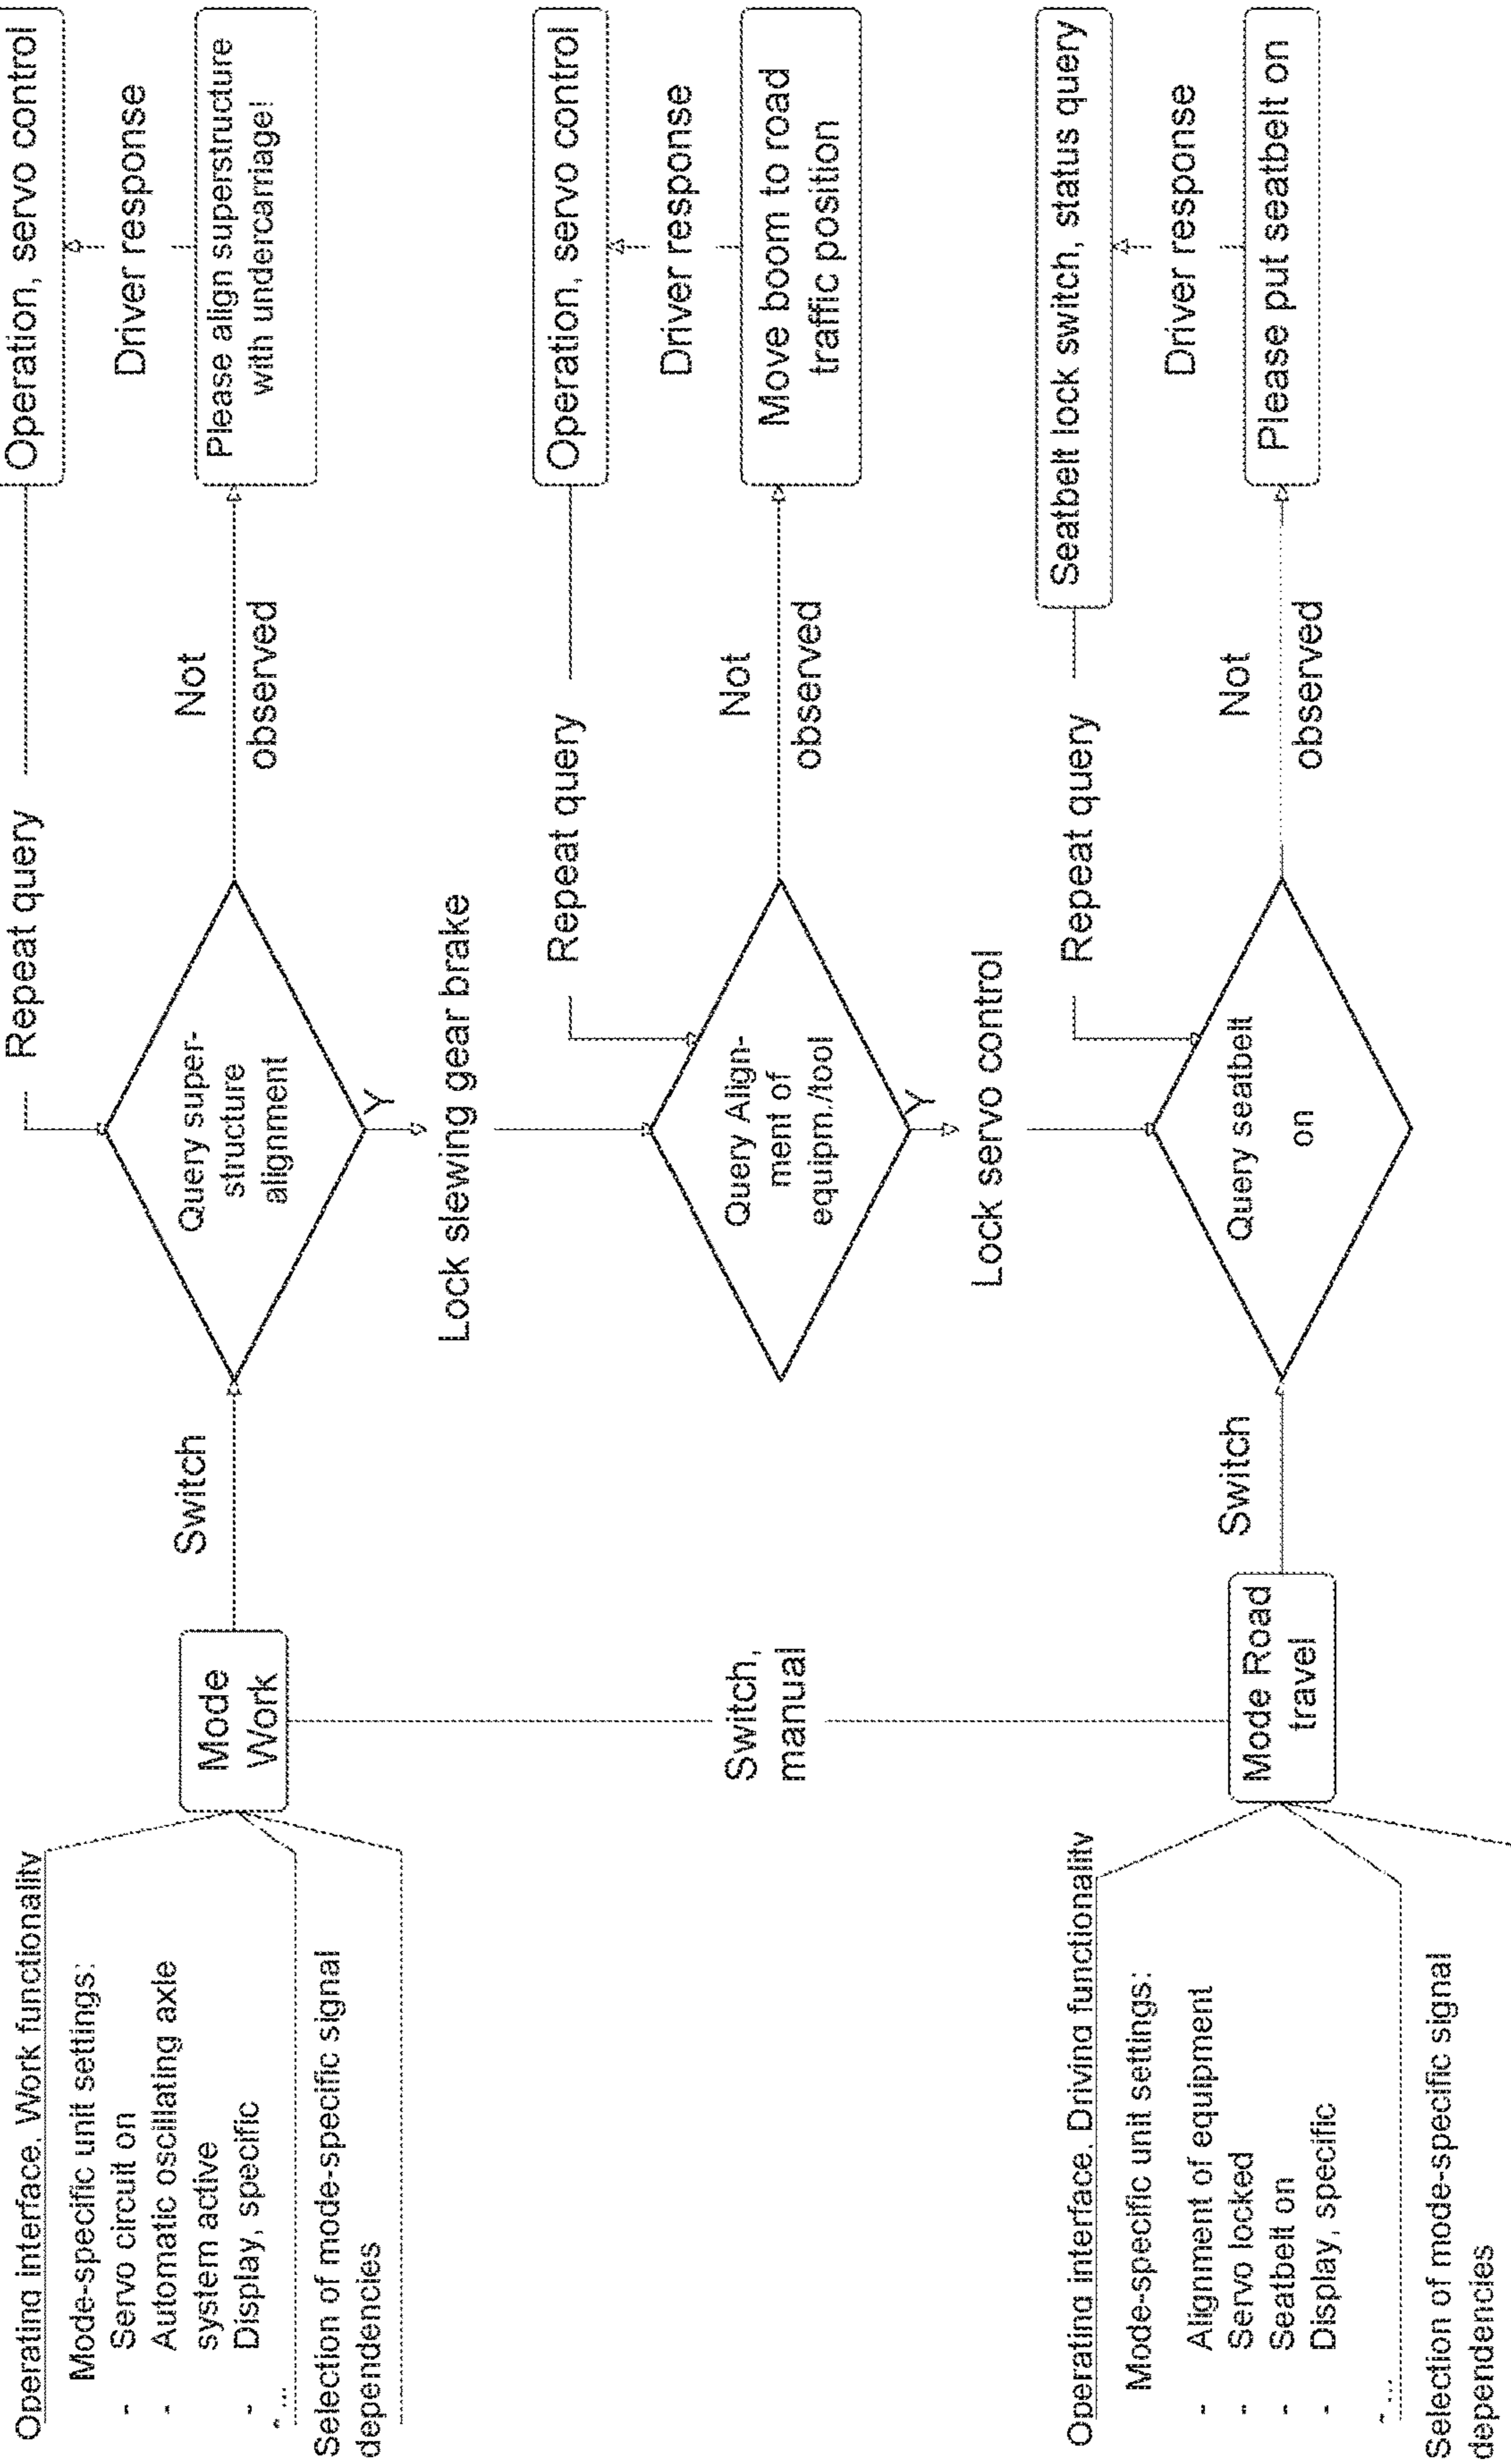 Operating interface, Work functionality
Mode-specific unit settings:
- Servo circuit on
- Automatic oscillating axle
system active
- Display, specific
- ...
Selection of mode-specific signal
dependencies
Mode
Work
Switch
Query super-
structure
alignment
Repeat query
Operation, servo control
Driver response
Please align superstructure
with undercarriage!
Not
observed
Y
Lock slewing gear brake
Query Align-
ment of
equipm./tool
Repeat query
Operation, servo control
Driver response
Move boom to road
traffic position
Not
observed
Y
Lock servo control
Switch,
manual
Operating interface, Driving functionality
Mode-specific unit settings:
- Alignment of equipment
- Servo locked
- Seatbelt on
- Display, specific
- ...
Selection of mode-specific signal
dependencies
Mode Road
travel
Switch
Query seatbelt
on
Repeat query
Seatbelt lock switch, status query
Driver response
Please put seatbelt on
Not
observed